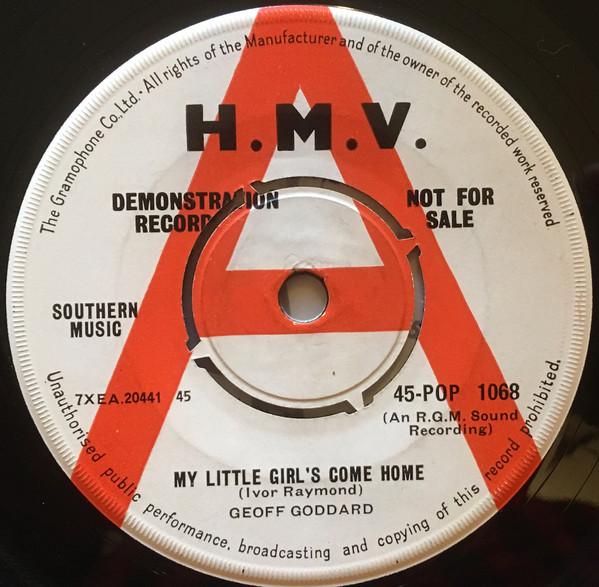 The Gramophone Co., Ltd. · All rights of the Manufacturer and of the owner of the recorded work reserved.
H.M.V.
DEMONSTRATION
RECORD
NOT FOR
SALE
SOUTHERN
MUSIC
7XEA.20441 45
45-POP 1068
(An R.G.M. Sound
Recording)
MY LITTLE GIRL'S COME HOME
(Ivor Raymond)
GEOFF GODDARD
Unauthorised public performance, broadcasting and copying of this record prohibited.
A